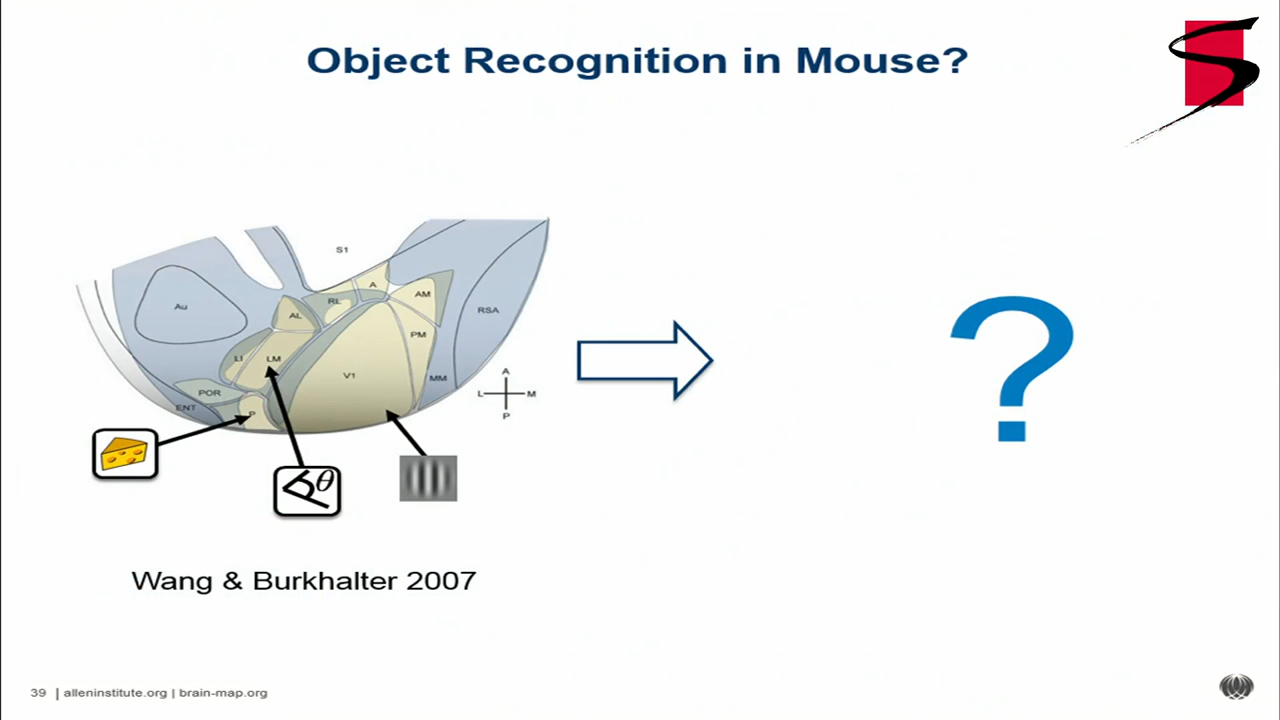 Object Recognition in Mouse?
S
S1
Au
A
RL
AM
AL
RSA
PM
LI
LM
V1
MM
A
L
M
P
POR
ENT
P
θ
?
Wang & Burkhalter 2007
39 | alleninstitute.org | brain-map.org